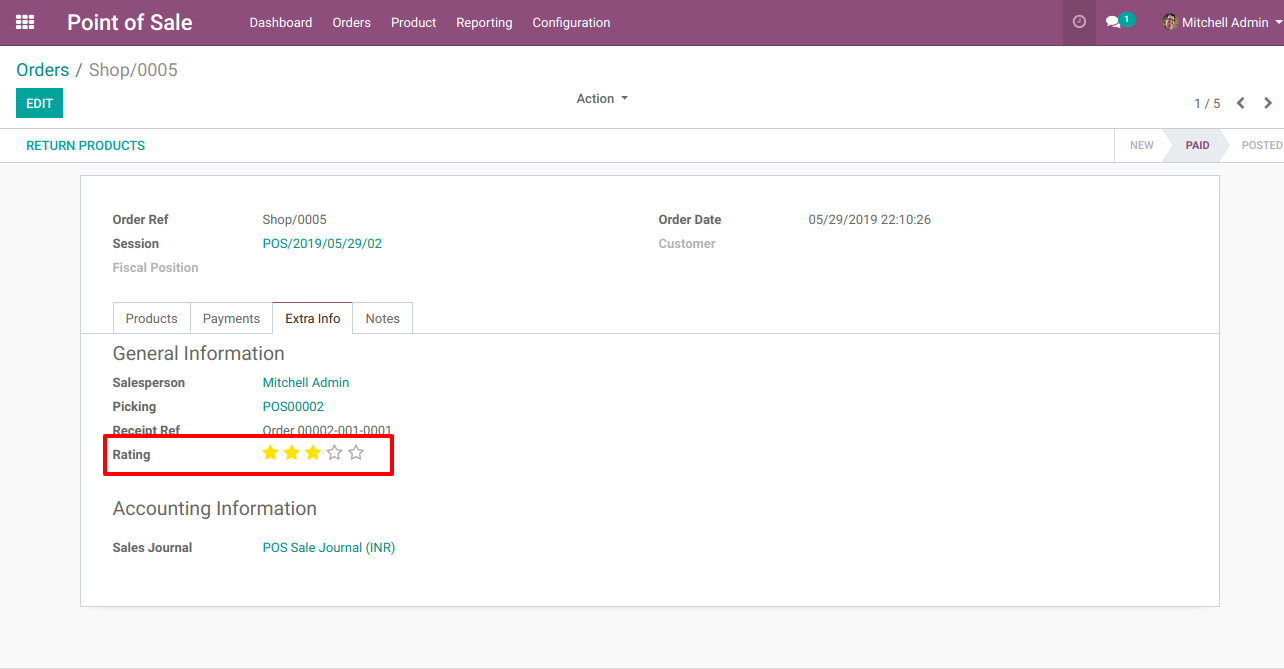 Point of Sale Dashboard Orders Product Reporting Configuration 1 Mitchell Admin
Orders / Shop/0005
EDIT Action 1 / 5
RETURN PRODUCTS NEW PAID POSTED
Order Ref Shop/0005 Order Date 05/29/2019 22:10:26
Session POS/2019/05/29/02 Customer
Fiscal Position
Products Payments Extra Info Notes
General Information
Salesperson Mitchell Admin
Picking POS00002
Receipt Ref Order 00002-001-0001
Rating
Accounting Information
Sales Journal POS Sale Journal (INR)